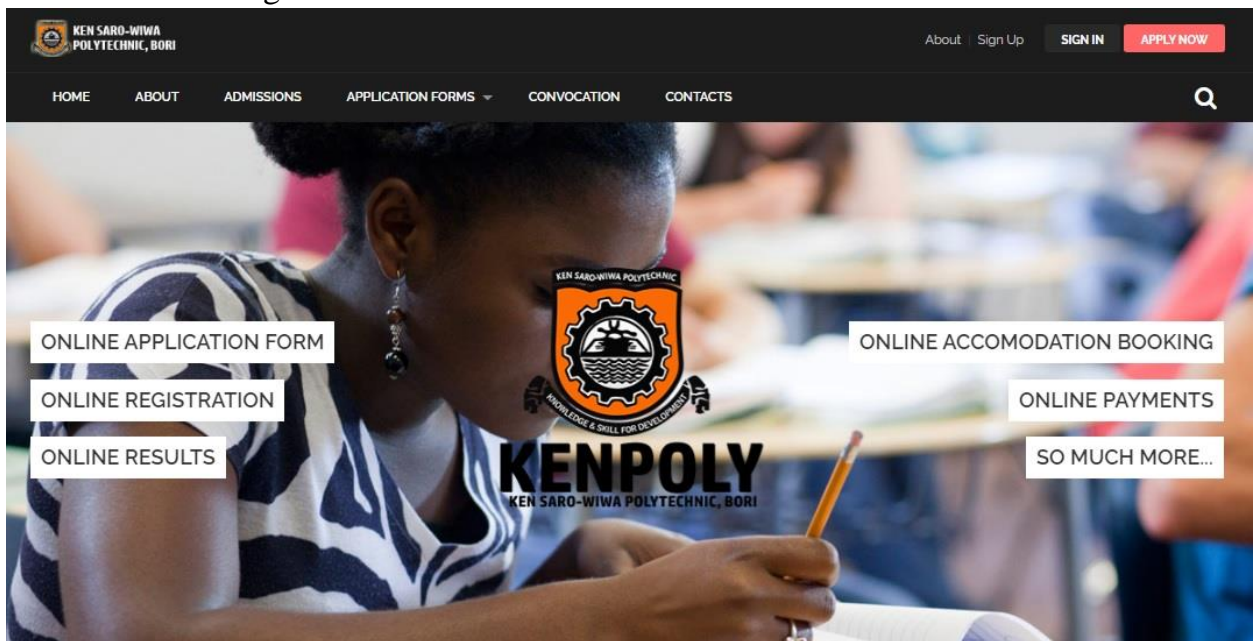 KEN SARO-WIWA
POLYTECHNIC, BORI
About | Sign Up
SIGN IN
APPLY NOW
HOME
ABOUT
ADMISSIONS
APPLICATION FORMS
CONVOCATION
CONTACTS
KEN SARO-WIWA POLYTECHNIC
KNOWLEDGE & SKILL FOR DEVELOPMENT
KENPOLY
KEN SARO-WIWA POLYTECHNIC, BORI
ONLINE APPLICATION FORM
ONLINE REGISTRATION
ONLINE RESULTS
ONLINE ACCOMODATION BOOKING
ONLINE PAYMENTS
SO MUCH MORE...